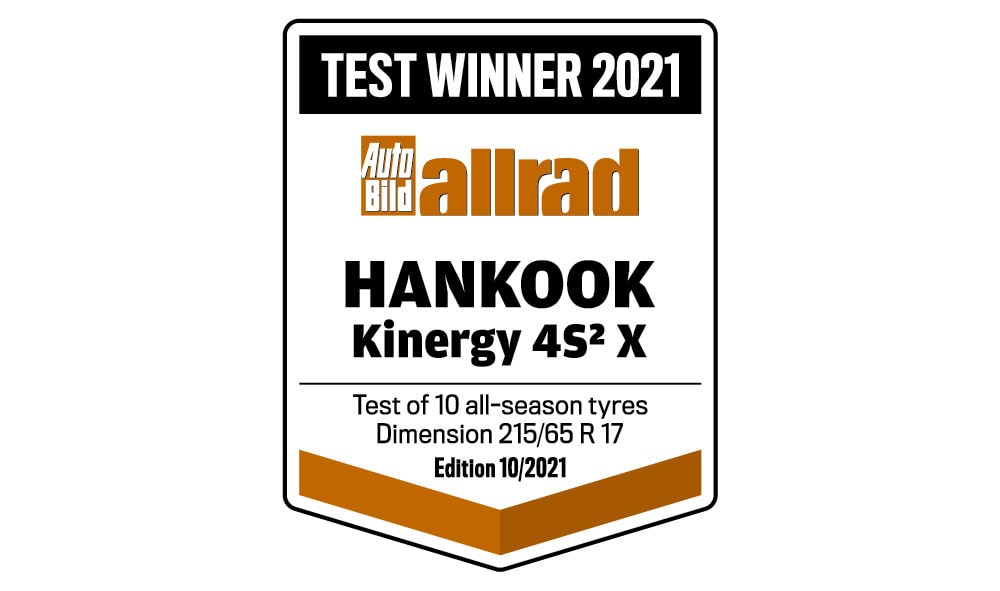 TEST WINNER 2021
Auto
Bild
allrad
HANKOOK
Kinergy 4S² X
Test of 10 all-season tyres
Dimension 215/65 R 17
Edition 10/2021